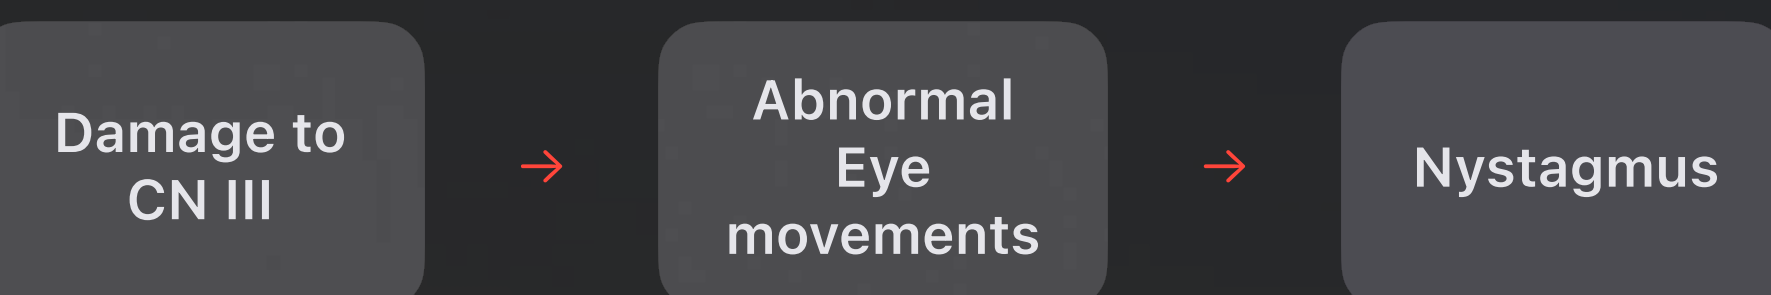 Damage to
CN III
→
Abnormal
Eye
movements
→
Nystagmus